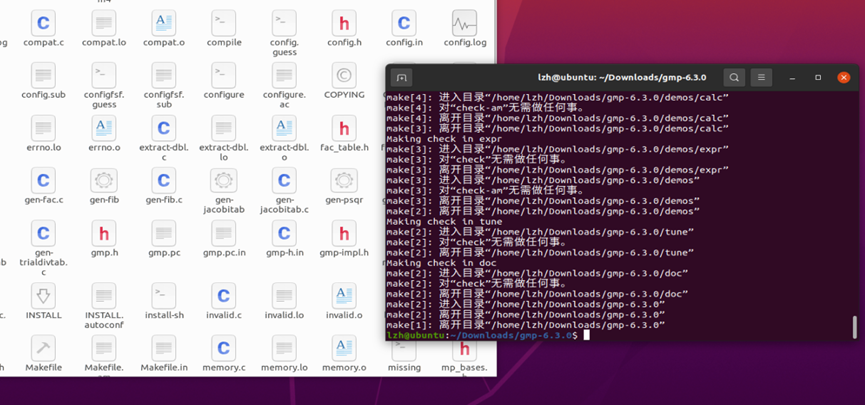 m4
og
compat.c
compat.lo
compat.o
compile
config.
guess
config.h
config.in
config.log
config.sub
configfsf.
guess
configfsf.
sub
configure
configure.
ac
COPYING
errno.lo
errno.o
extract-dbl.
c
extract-dbl.
lo
extract-dbl.
o
fac_table.h
gen-fac.c
gen-fib
gen-fib.c
gen-
jacobitab
gen-
jacobitab.c
gen-psqr
ab
gen-
trialdivtab.
c
gmp.h
gmp.pc
gmp.pc.in
gmp-h.in
gmp-impl.h
c.
INSTALL
INSTALL.
autoconf
install-sh
invalid.c
invalid.lo
invalid.o
h
Makefile
Makefile.
Makefile.in
memory.c
memory.lo
memory.o
missing
mp_bases.
lzh@ubuntu: ~/Downloads/gmp-6.3.0
make[4]: 进入目录“/home/lzh/Downloads/gmp-6.3.0/demos/calc”
make[4]: 对“check-am”无需做任何事。
make[4]: 离开目录“/home/lzh/Downloads/gmp-6.3.0/demos/calc”
make[3]: 离开目录“/home/lzh/Downloads/gmp-6.3.0/demos/calc”
Making check in expr
make[3]: 进入目录“/home/lzh/Downloads/gmp-6.3.0/demos/expr”
make[3]: 对“check”无需做任何事。
make[3]: 离开目录“/home/lzh/Downloads/gmp-6.3.0/demos/expr”
make[3]: 进入目录“/home/lzh/Downloads/gmp-6.3.0/demos”
make[3]: 对“check-am”无需做任何事。
make[3]: 离开目录“/home/lzh/Downloads/gmp-6.3.0/demos”
make[2]: 离开目录“/home/lzh/Downloads/gmp-6.3.0/demos”
Making check in tune
make[2]: 进入目录“/home/lzh/Downloads/gmp-6.3.0/tune”
make[2]: 对“check”无需做任何事。
make[2]: 离开目录“/home/lzh/Downloads/gmp-6.3.0/tune”
Making check in doc
make[2]: 进入目录“/home/lzh/Downloads/gmp-6.3.0/doc”
make[2]: 对“check”无需做任何事。
make[2]: 离开目录“/home/lzh/Downloads/gmp-6.3.0/doc”
make[2]: 进入目录“/home/lzh/Downloads/gmp-6.3.0”
make[2]: 离开目录“/home/lzh/Downloads/gmp-6.3.0”
make[1]: 离开目录“/home/lzh/Downloads/gmp-6.3.0”
lzh@ubuntu:~/Downloads/gmp-6.3.0$